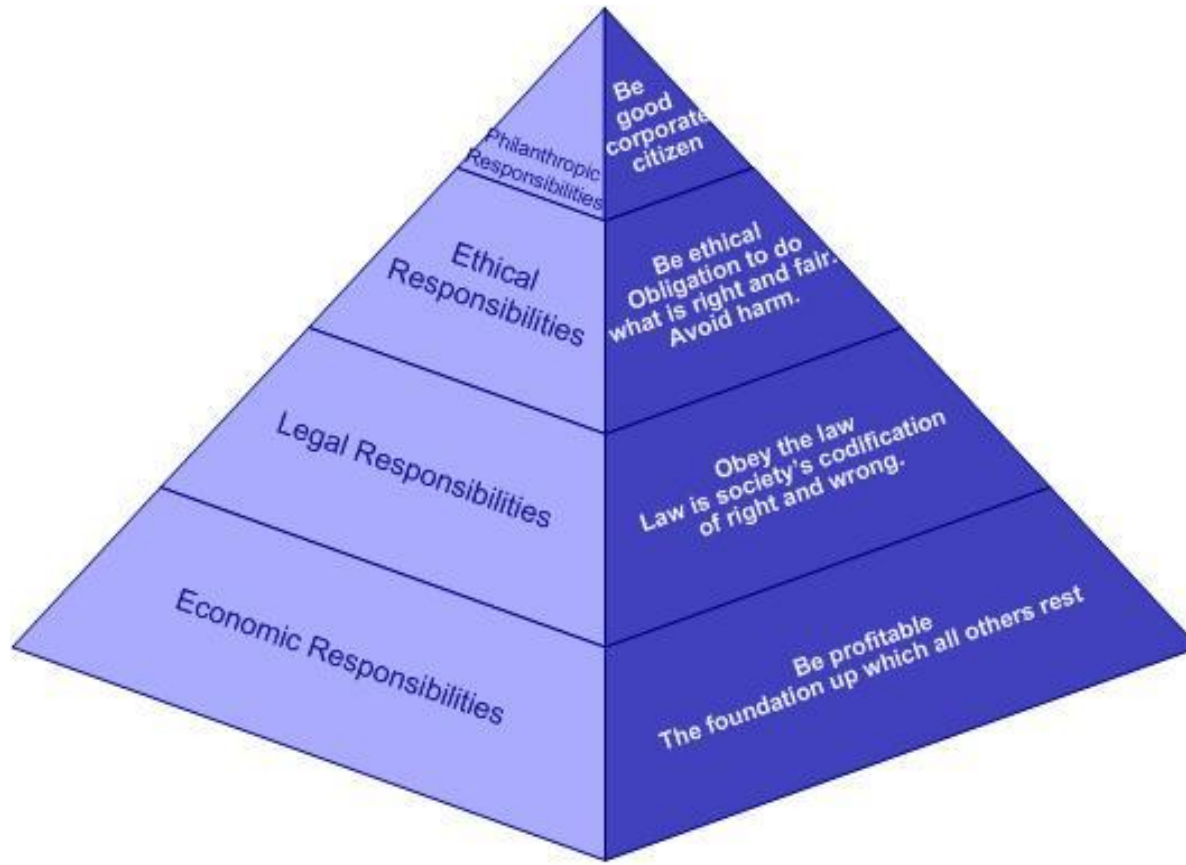 Philanthropic
Responsibilities
Be
good
corporate
citizen
Ethical
Responsibilities
Be ethical
Obligation to do
what is right and fair.
Avoid harm.
Legal Responsibilities
Obey the law
Law is society’s codification
of right and wrong.
Economic Responsibilities
Be profitable
The foundation up which all others rest